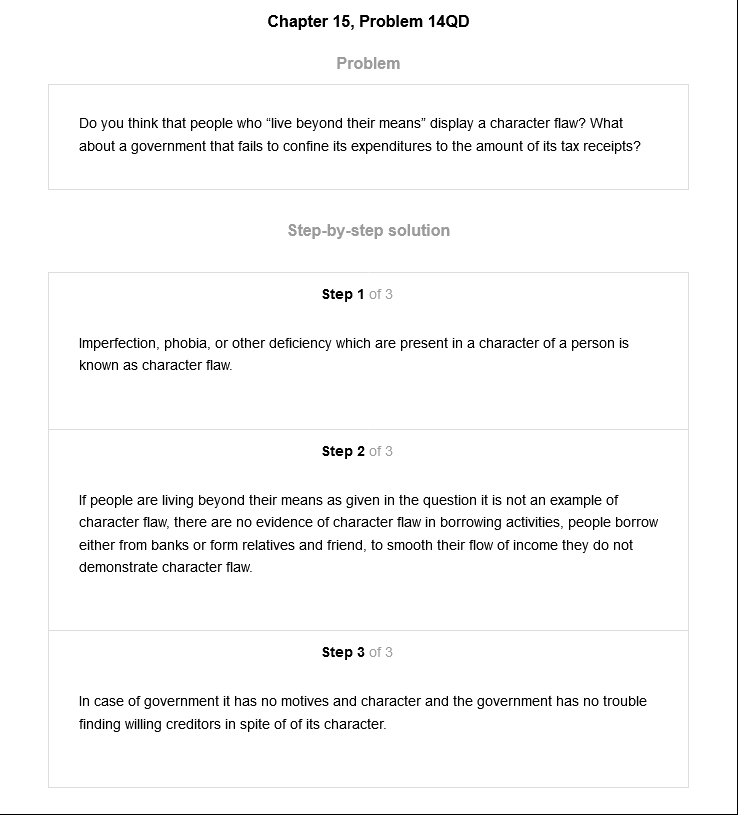 Chapter 15, Problem 14QD
Problem
Do you think that people who “live beyond their means” display a character flaw? What
about a government that fails to confine its expenditures to the amount of its tax receipts?
Step-by-step solution
Step 1 of 3
Imperfection, phobia, or other deficiency which are present in a character of a person is
known as character flaw.
Step 2 of 3
If people are living beyond their means as given in the question it is not an example of
character flaw, there are no evidence of character flaw in borrowing activities, people borrow
either from banks or form relatives and friend, to smooth their flow of income they do not
demonstrate character flaw.
Step 3 of 3
In case of government it has no motives and character and the government has no trouble
finding willing creditors in spite of of its character.